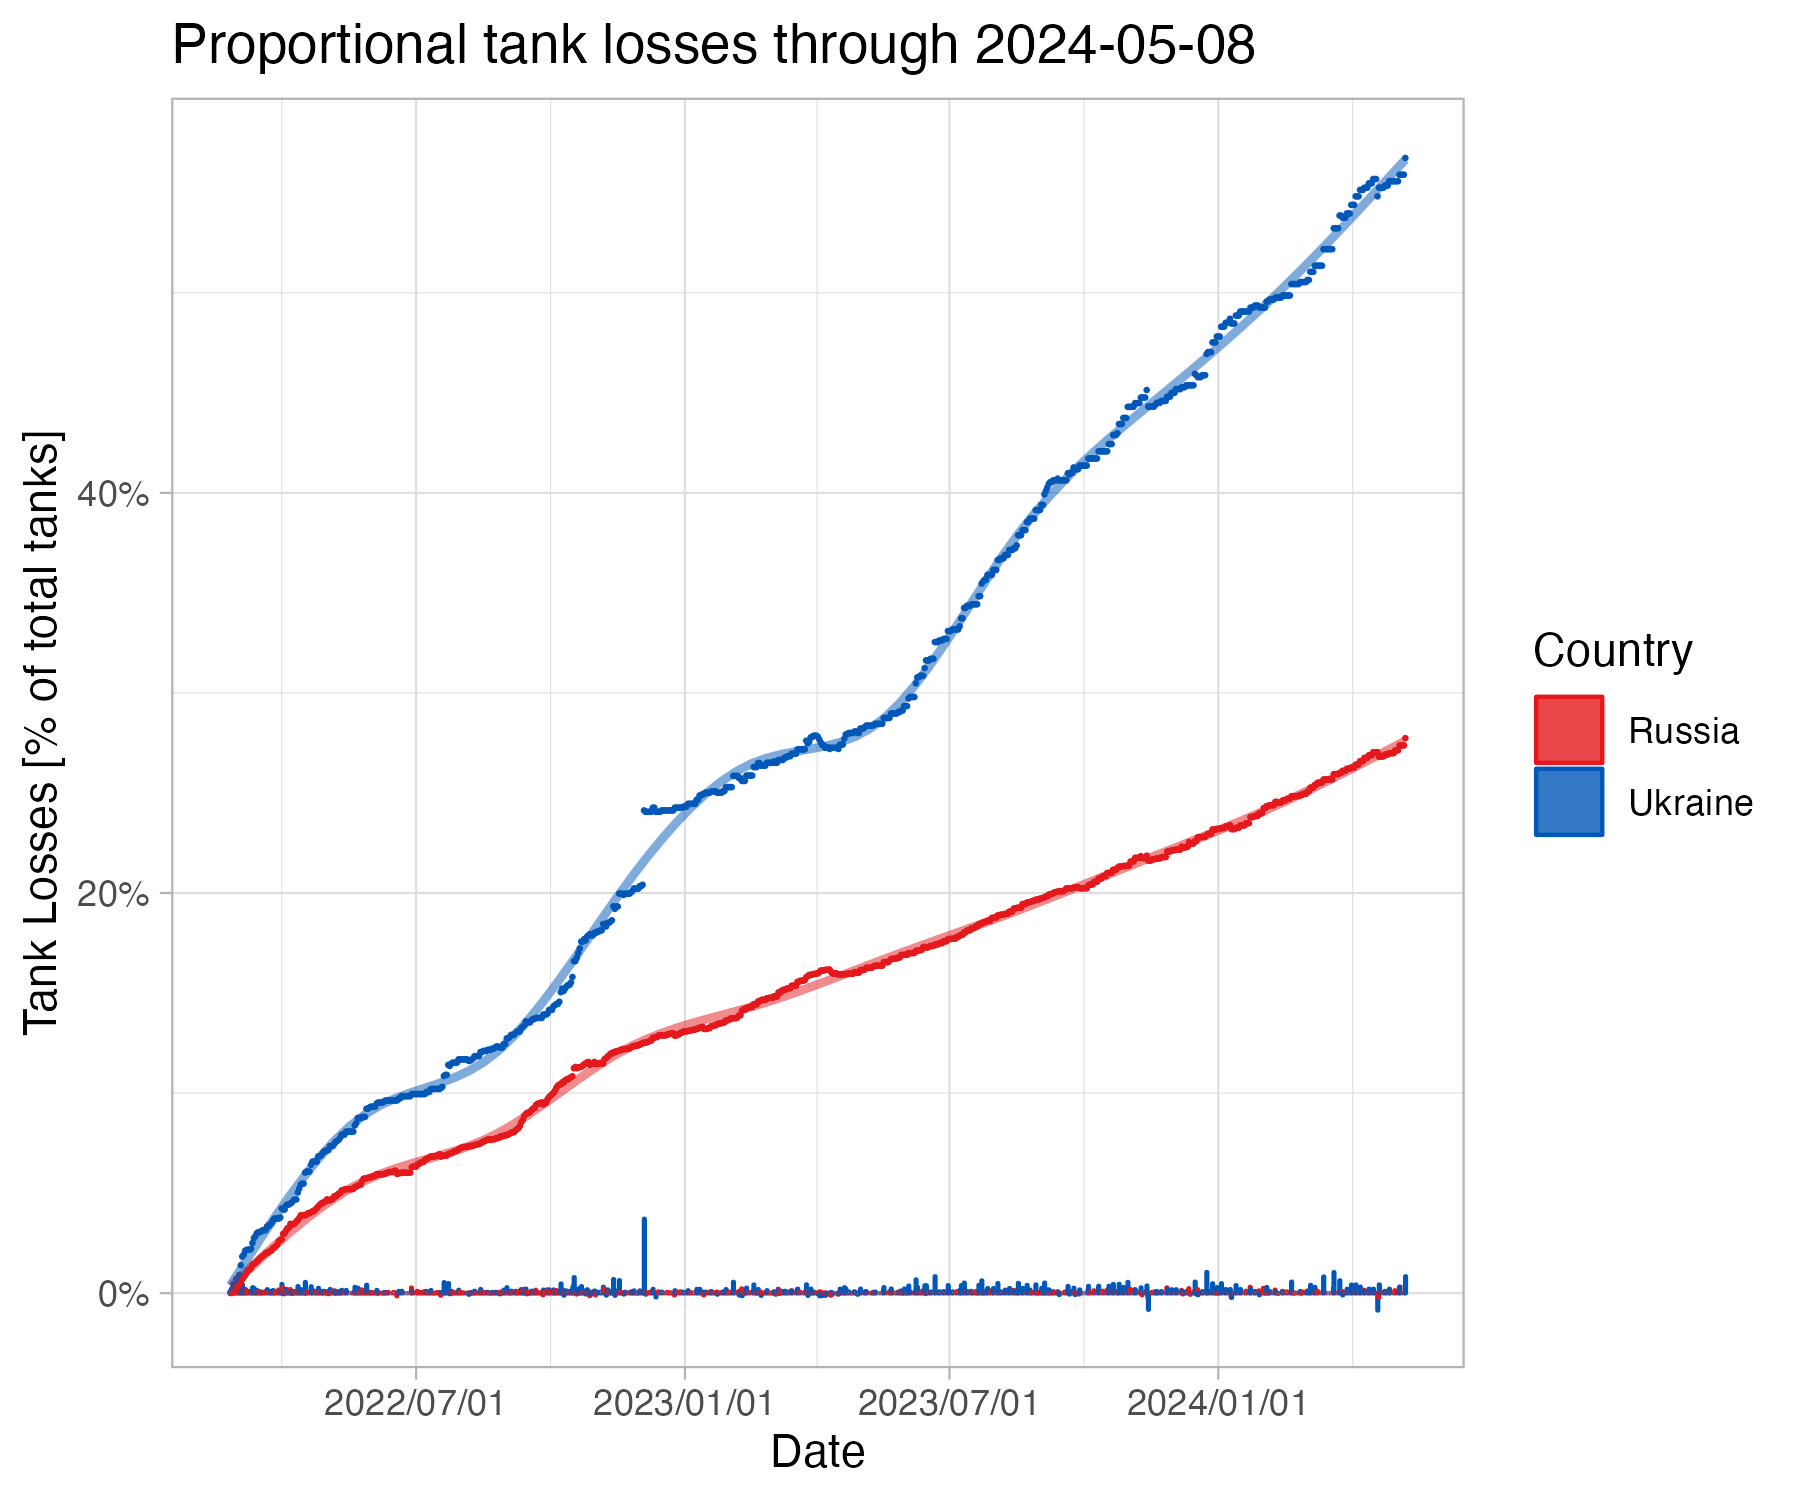 Proportional tank losses through 2024-05-08
Tank Losses [% of total tanks]
40%
20%
0%
2022/07/01
2023/01/01
2023/07/01
2024/01/01
Date
Country
Russia
Ukraine